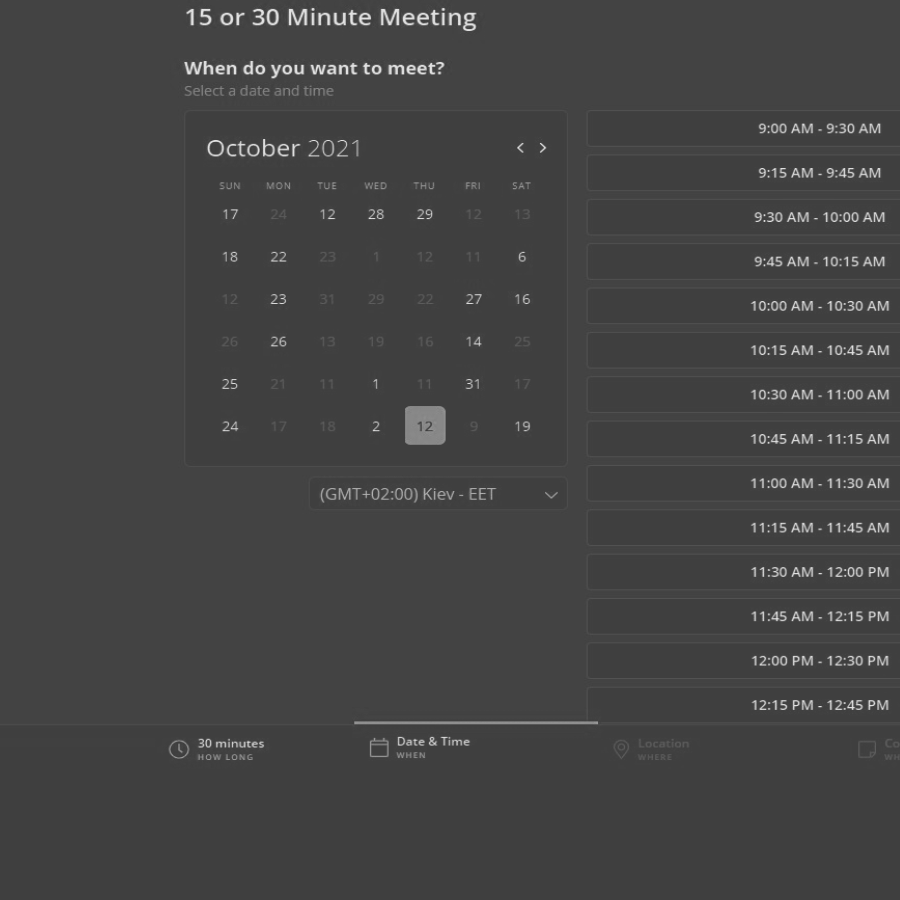 15 or 30 Minute Meeting
When do you want to meet?
Select a date and time
October 2021
SUN MON TUE WED THU FRI SAT
17 24 12 28 29 12 13
18 22 23 1 12 11 6
12 23 31 29 22 27 16
26 26 13 19 16 14 25
25 21 11 1 11 31 17
24 17 18 2 12 9 19
(GMT+02:00) Kiev - EET
9:00 AM - 9:30 AM
9:15 AM - 9:45 AM
9:30 AM - 10:00 AM
9:45 AM - 10:15 AM
10:00 AM - 10:30 AM
10:15 AM - 10:45 AM
10:30 AM - 11:00 AM
10:45 AM - 11:15 AM
11:00 AM - 11:30 AM
11:15 AM - 11:45 AM
11:30 AM - 12:00 PM
11:45 AM - 12:15 PM
12:00 PM - 12:30 PM
12:15 PM - 12:45 PM
30 minutes
HOW LONG
Date & Time
WHEN
Location
WHERE